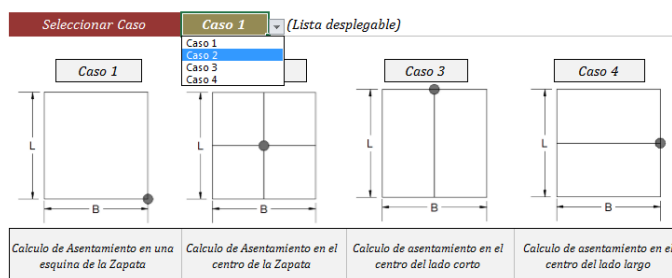 Seleccionar Caso Caso 1 (Lista desplegable)
Caso 1
Caso 2
Caso 3
Caso 4
Caso 1 Caso 3 Caso 4
L L L L
B B B B
Calculo de Asentamiento en una
esquina de la Zapata
Calculo de Asentamiento en el
centro de la Zapata
Calculo de asentamiento en el
centro del lado corto
Calculo de asentamiento en el
centro del lado largo